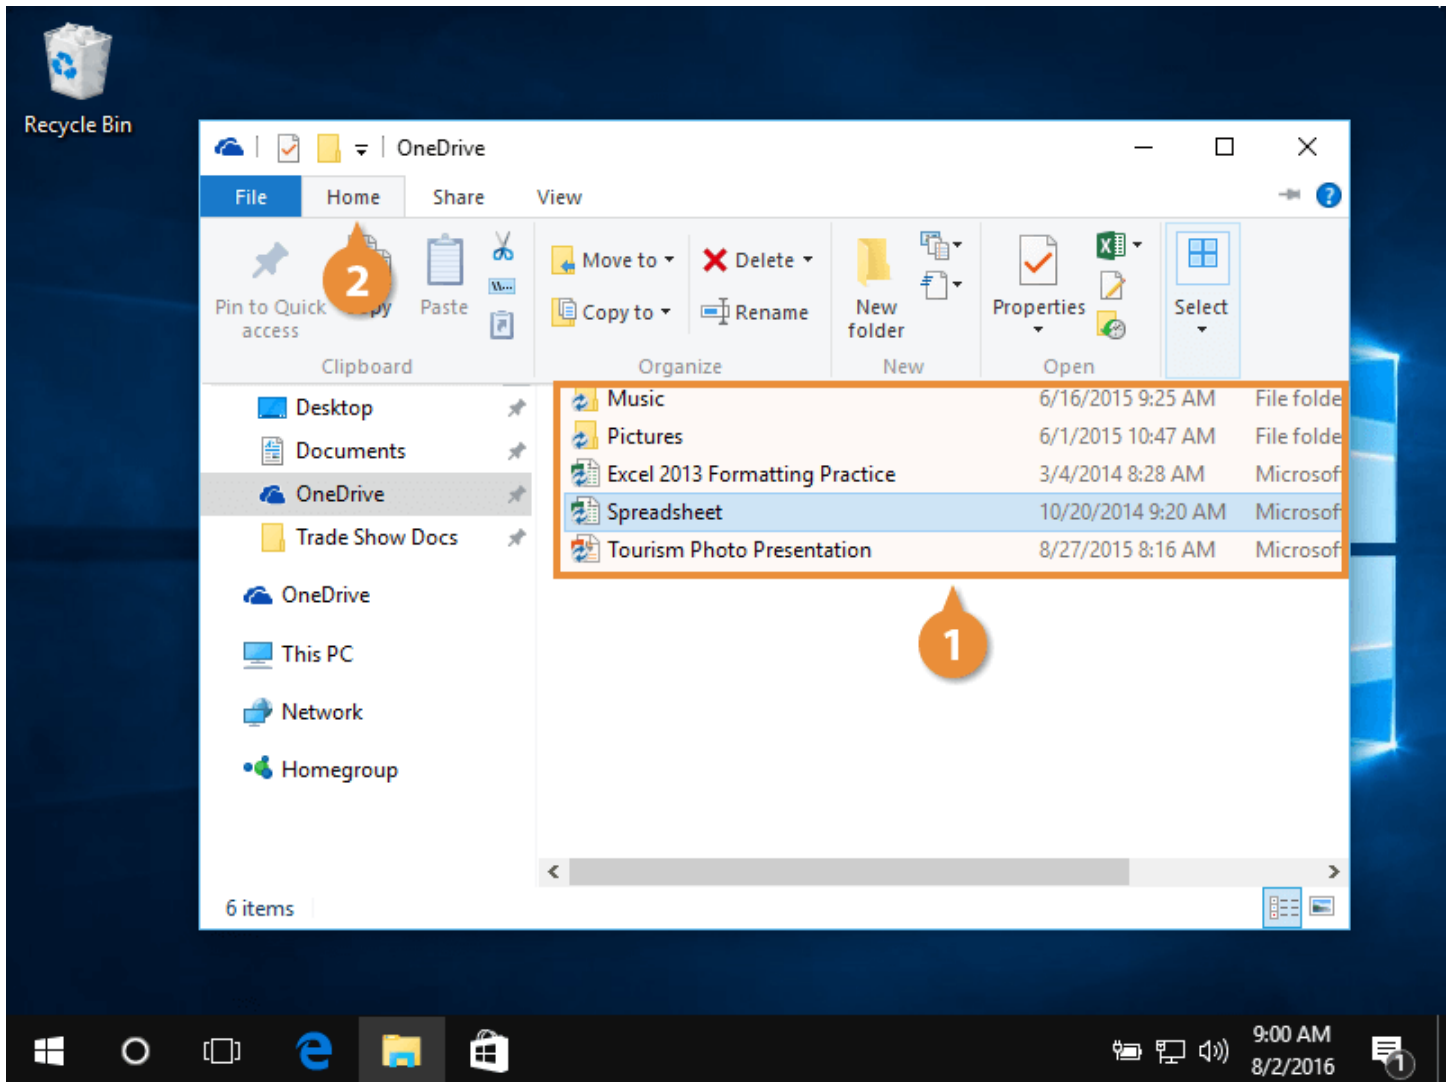 Recycle Bin
OneDrive
File Home Share View
?
Pin to Quick access
2
Paste
W...
Move to
Copy to
Delete
Rename
New folder
Properties
Select
Clipboard Organize New Open
Desktop
Documents
OneDrive
Trade Show Docs
OneDrive
This PC
Network
Homegroup
Music 6/16/2015 9:25 AM File folde
Pictures 6/1/2015 10:47 AM File folde
Excel 2013 Formatting Practice 3/4/2014 8:28 AM Microsof
Spreadsheet 10/20/2014 9:20 AM Microsof
Tourism Photo Presentation 8/27/2015 8:16 AM Microsof
1
6 items
9:00 AM
8/2/2016
1